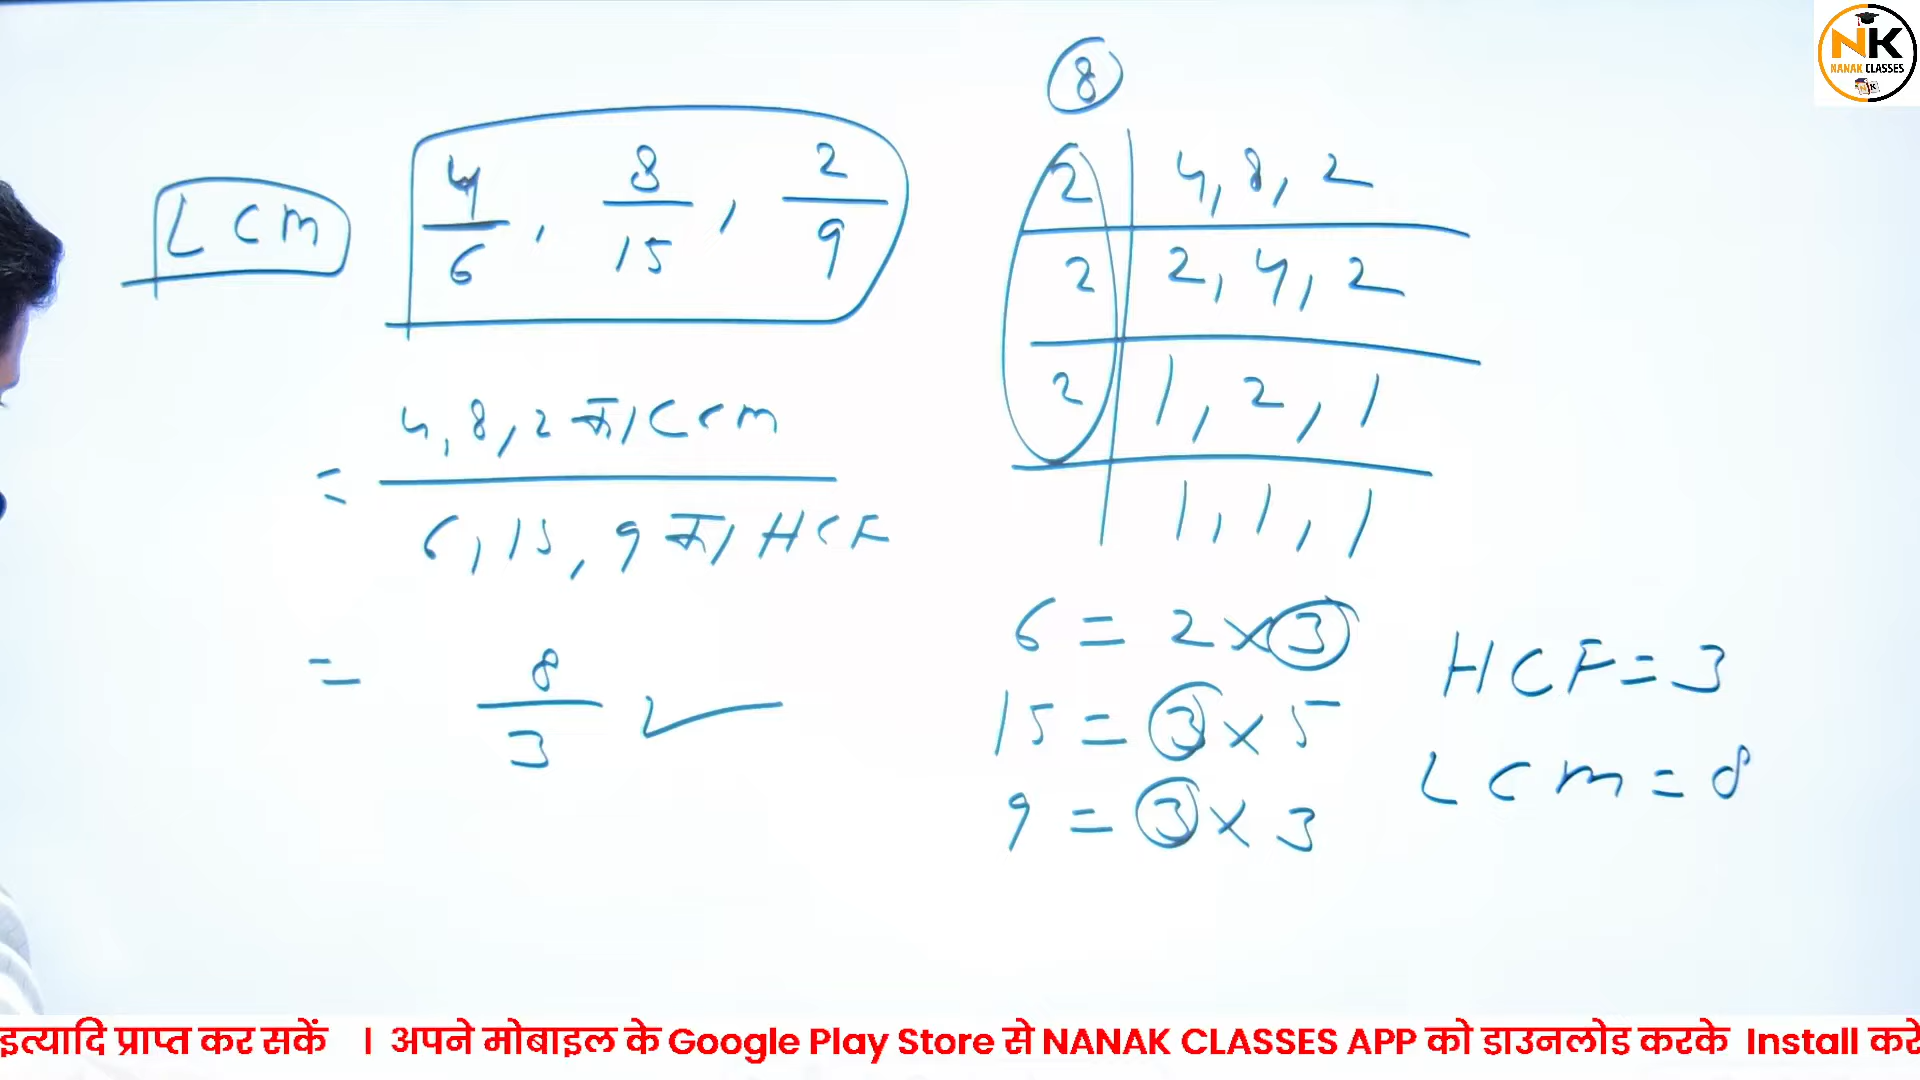 LCM 4/6, 8/15, 2/9
= 4, 8, 2 का LCM / 6, 15, 9 का HCF
= 8/3 ✓
8
2 | 4, 8, 2
2 | 2, 4, 2
2 | 1, 2, 1
1, 1, 1
6 = 2 × 3
15 = 3 × 5
9 = 3 × 3
HCF = 3
LCM = 8
NK
NANAK CLASSES
इत्यादि प्राप्त कर सकें । अपने मोबाइल के Google Play Store से NANAK CLASSES APP को डाउनलोड करके Install करे